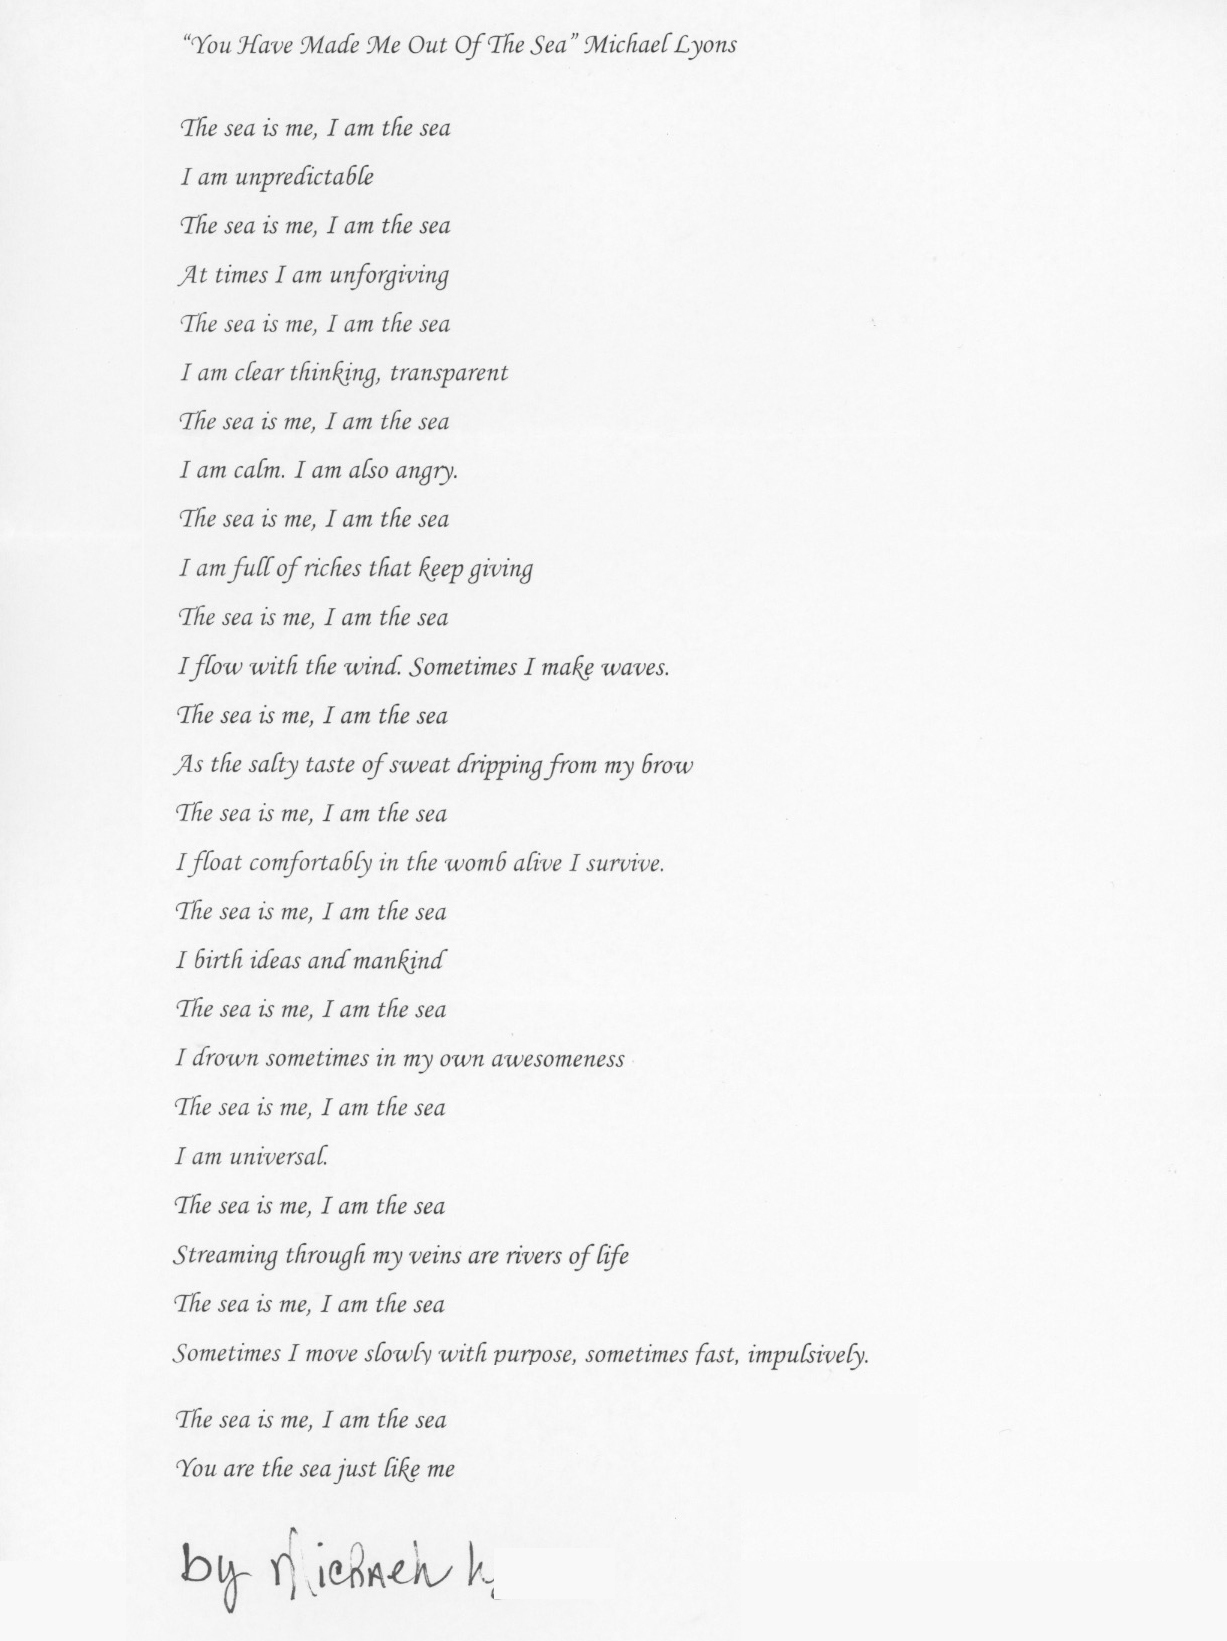 “You Have Made Me Out Of The Sea” Michael Lyons
The sea is me, I am the sea
I am unpredictable
The sea is me, I am the sea
At times I am unforgiving
The sea is me, I am the sea
I am clear thinking, transparent
The sea is me, I am the sea
I am calm. I am also angry.
The sea is me, I am the sea
I am full of riches that keep giving
The sea is me, I am the sea
I flow with the wind. Sometimes I make waves.
The sea is me, I am the sea
As the salty taste of sweat dripping from my brow
The sea is me, I am the sea
I float comfortably in the womb alive I survive.
The sea is me, I am the sea
I birth ideas and mankind
The sea is me, I am the sea
I drown sometimes in my own awesomeness
The sea is me, I am the sea
I am universal.
The sea is me, I am the sea
Streaming through my veins are rivers of life
The sea is me, I am the sea
Sometimes I move slowly with purpose, sometimes fast, impulsively.
The sea is me, I am the sea
You are the sea just like me
by Michael